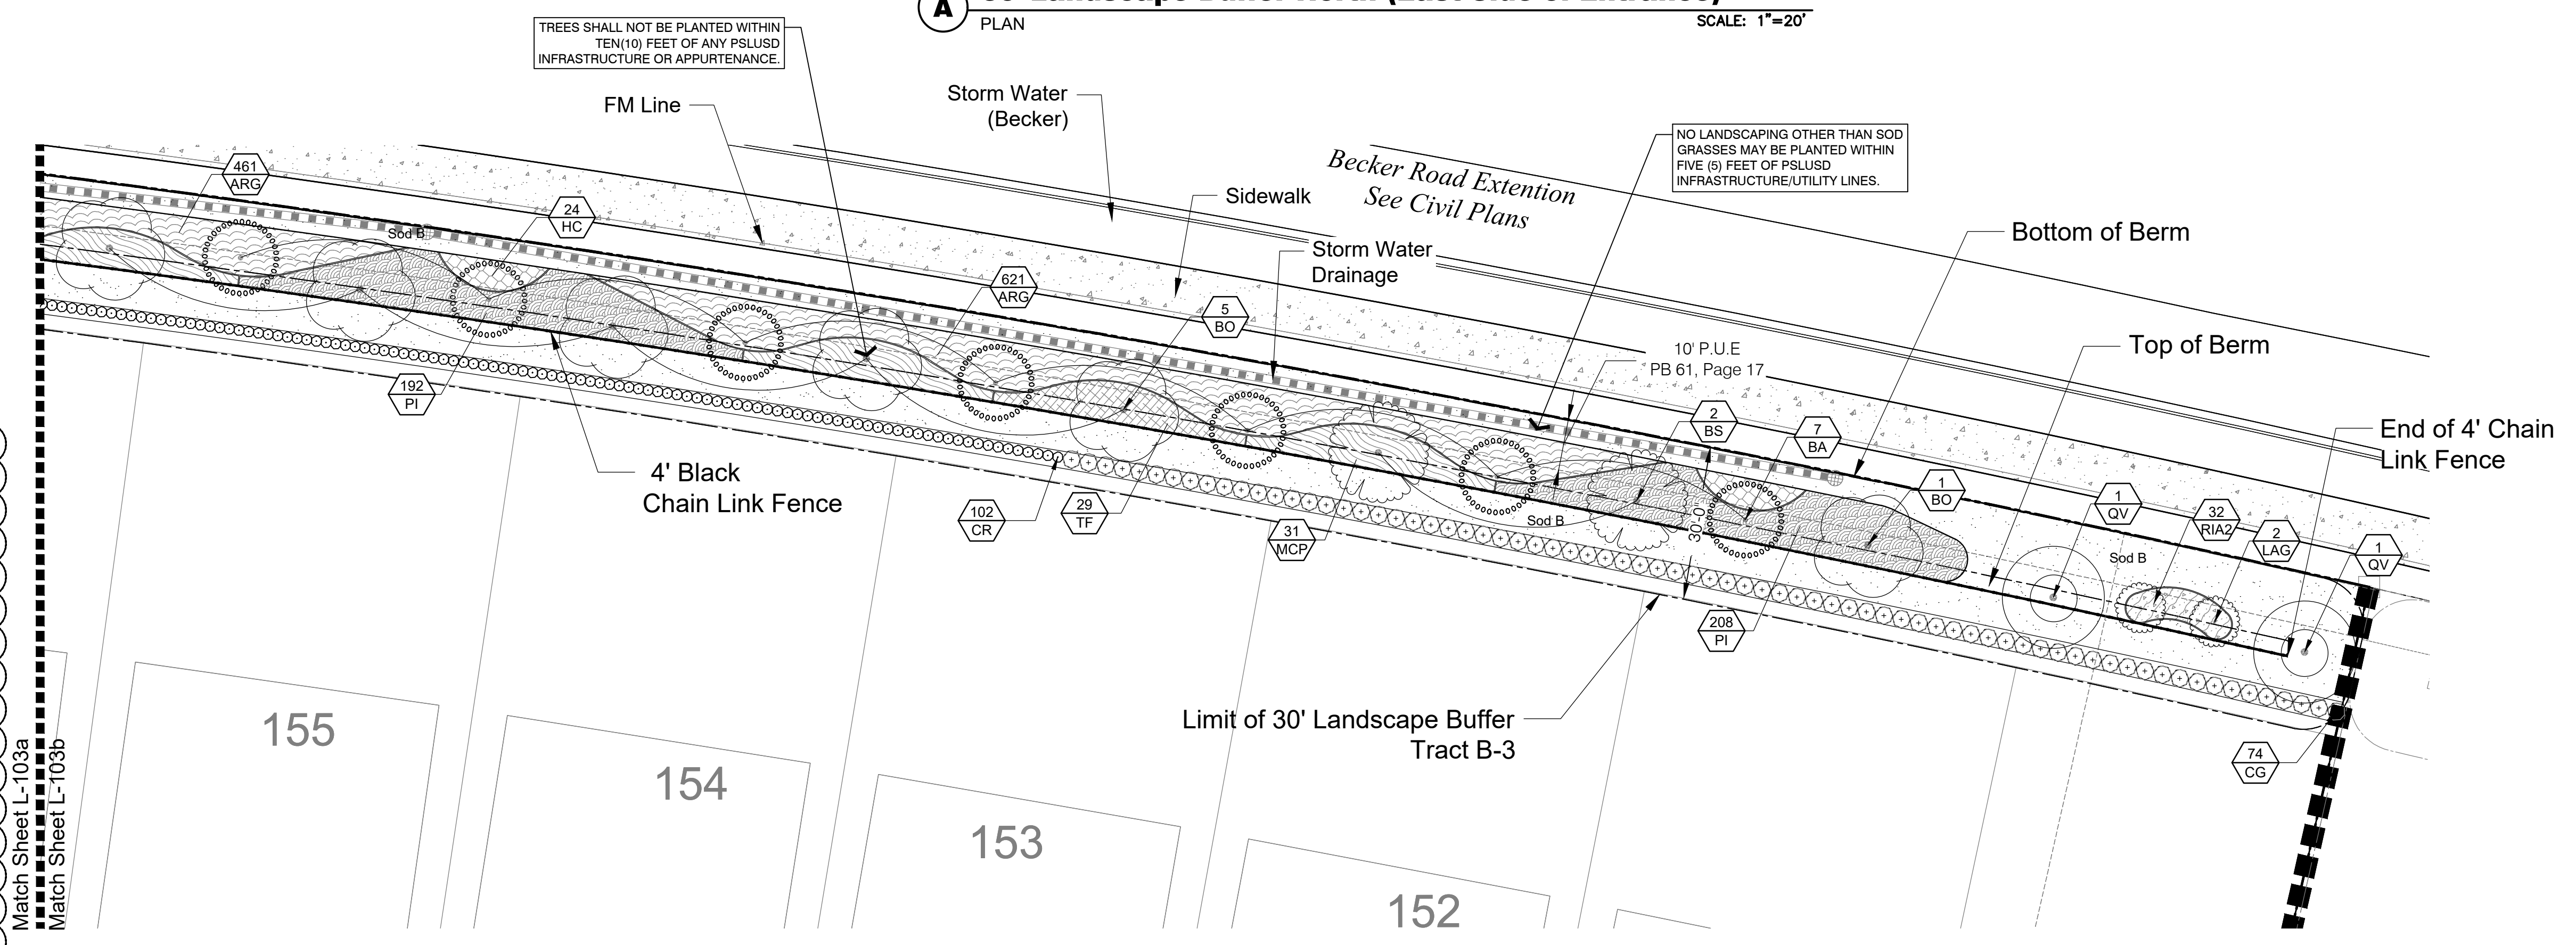 A
PLAN
SCALE: 1"=20'
TREES SHALL NOT BE PLANTED WITHIN
TEN(10) FEET OF ANY PSLUSD
INFRASTRUCTURE OR APPURTENANCE.
FM Line
Storm Water
(Becker)
Becker Road Extention
See Civil Plans
NO LANDSCAPING OTHER THAN SOD
GRASSES MAY BE PLANTED WITHIN
FIVE (5) FEET OF PSLUSD
INFRASTRUCTURE/UTILITY LINES.
Sidewalk
Storm Water
Drainage
Bottom of Berm
Top of Berm
End of 4' Chain
Link Fence
461
ARG
24
HC
Sod B
621
ARG
5
BO
10' P.U.E
PB 61, Page 17
2
BS
7
BA
1
BO
1
QV
32
RIA2
2
LAG
1
QV
Sod B
192
PI
4' Black
Chain Link Fence
102
CR
29
TF
31
MCP
Sod B
30'-0"
208
PI
Limit of 30' Landscape Buffer
Tract B-3
74
CG
155
154
153
152
Match Sheet L-103a
Match Sheet L-103b